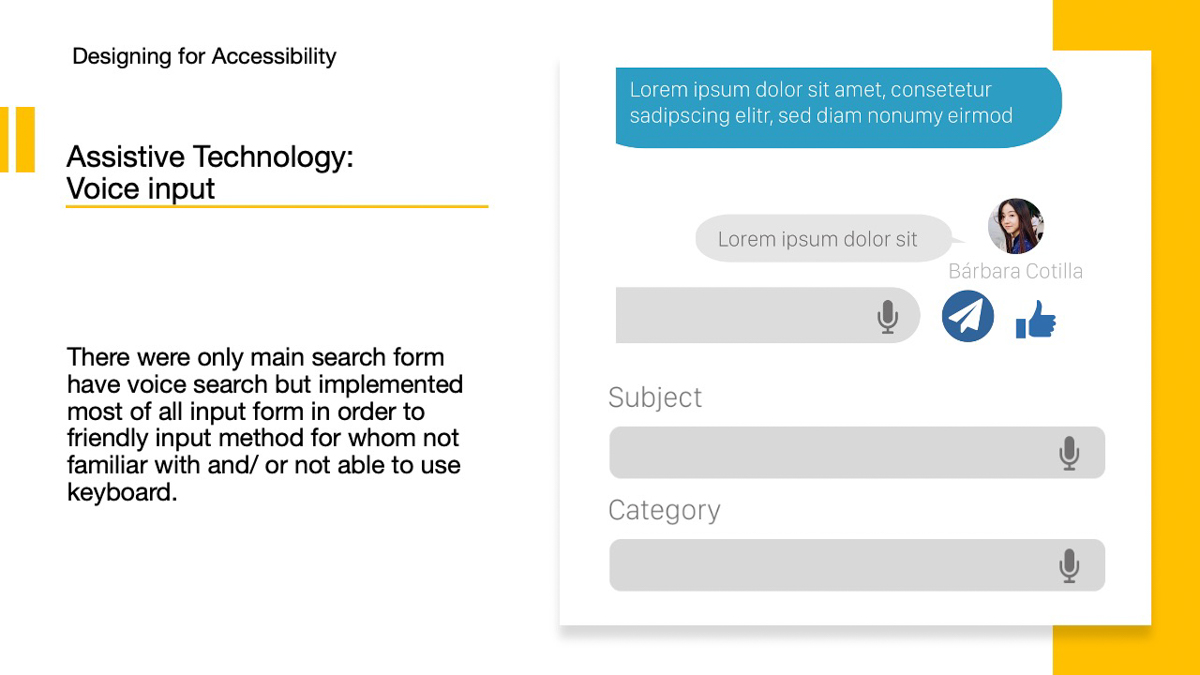 Designing for Accessibility
Assistive Technology:
Voice input
There were only main search form
have voice search but implemented
most of all input form in order to
friendly input method for whom not
familiar with and/ or not able to use
keyboard.
Lorem ipsum dolor sit amet, consetetur
sadipscing elitr, sed diam nonumy eirmod
Lorem ipsum dolor sit
Bárbara Cotilla
Subject
Category